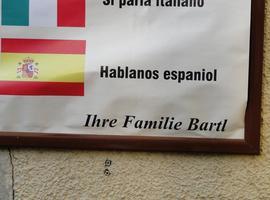 Si parla italiano
Hablanos espaniol
Ihre Familie Bartl